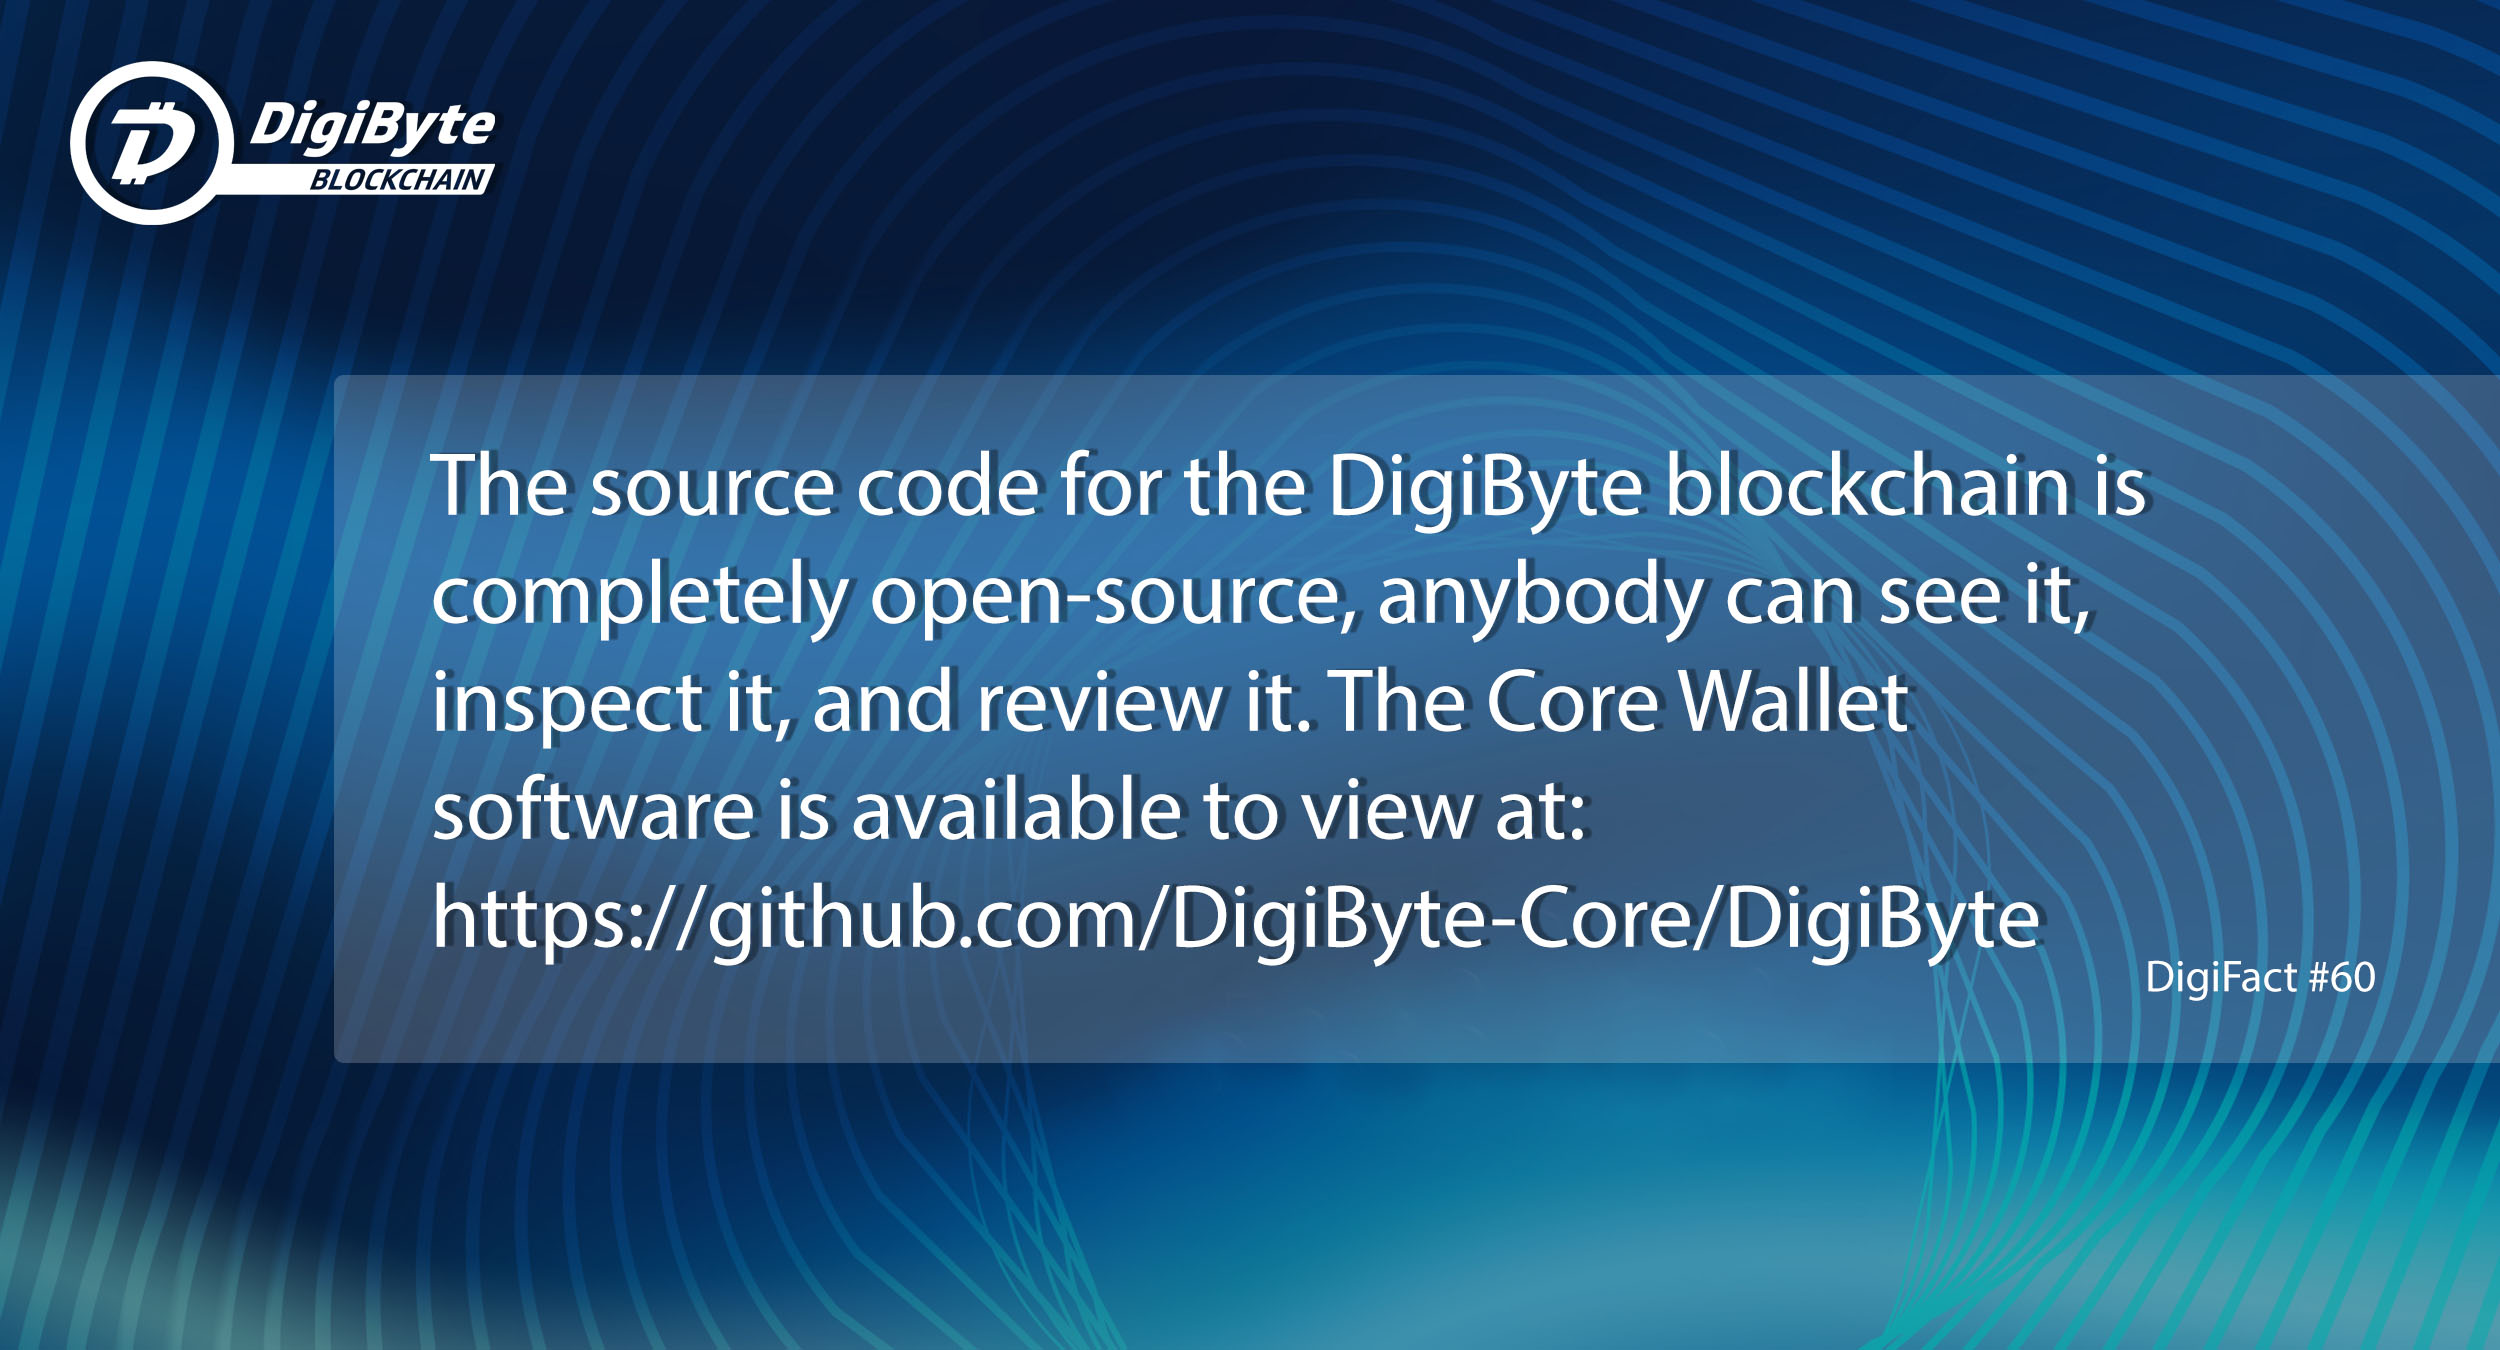 DigiByte
BLOCKCHAIN
The source code for the DigiByte blockchain is
completely open-source, anybody can see it,
inspect it, and review it. The Core Wallet
software is available to view at:
https://github.com/DigiByte-Core/DigiByte
DigiFact #60